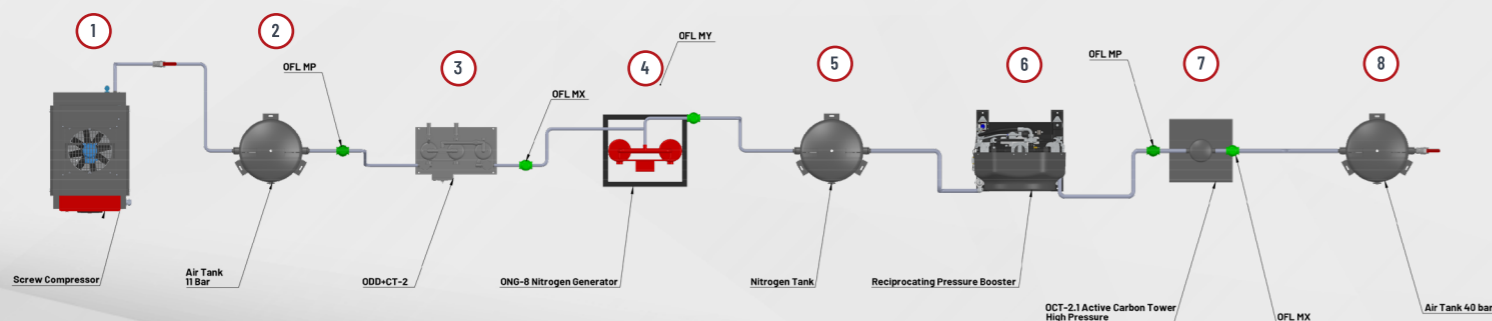 1
2
3
4
5
6
7
8
OFL MP
OFL MX
OFL MY
OFL MP
Screw Compressor
Air Tank
11 Bar
ODD+CT-2
ONG-8 Nitrogen Generator
Nitrogen Tank
Reciprocating Pressure Booster
OCT-2.1 Active Carbon Tower
High Pressure
OFL MX
Air Tank 40 bar